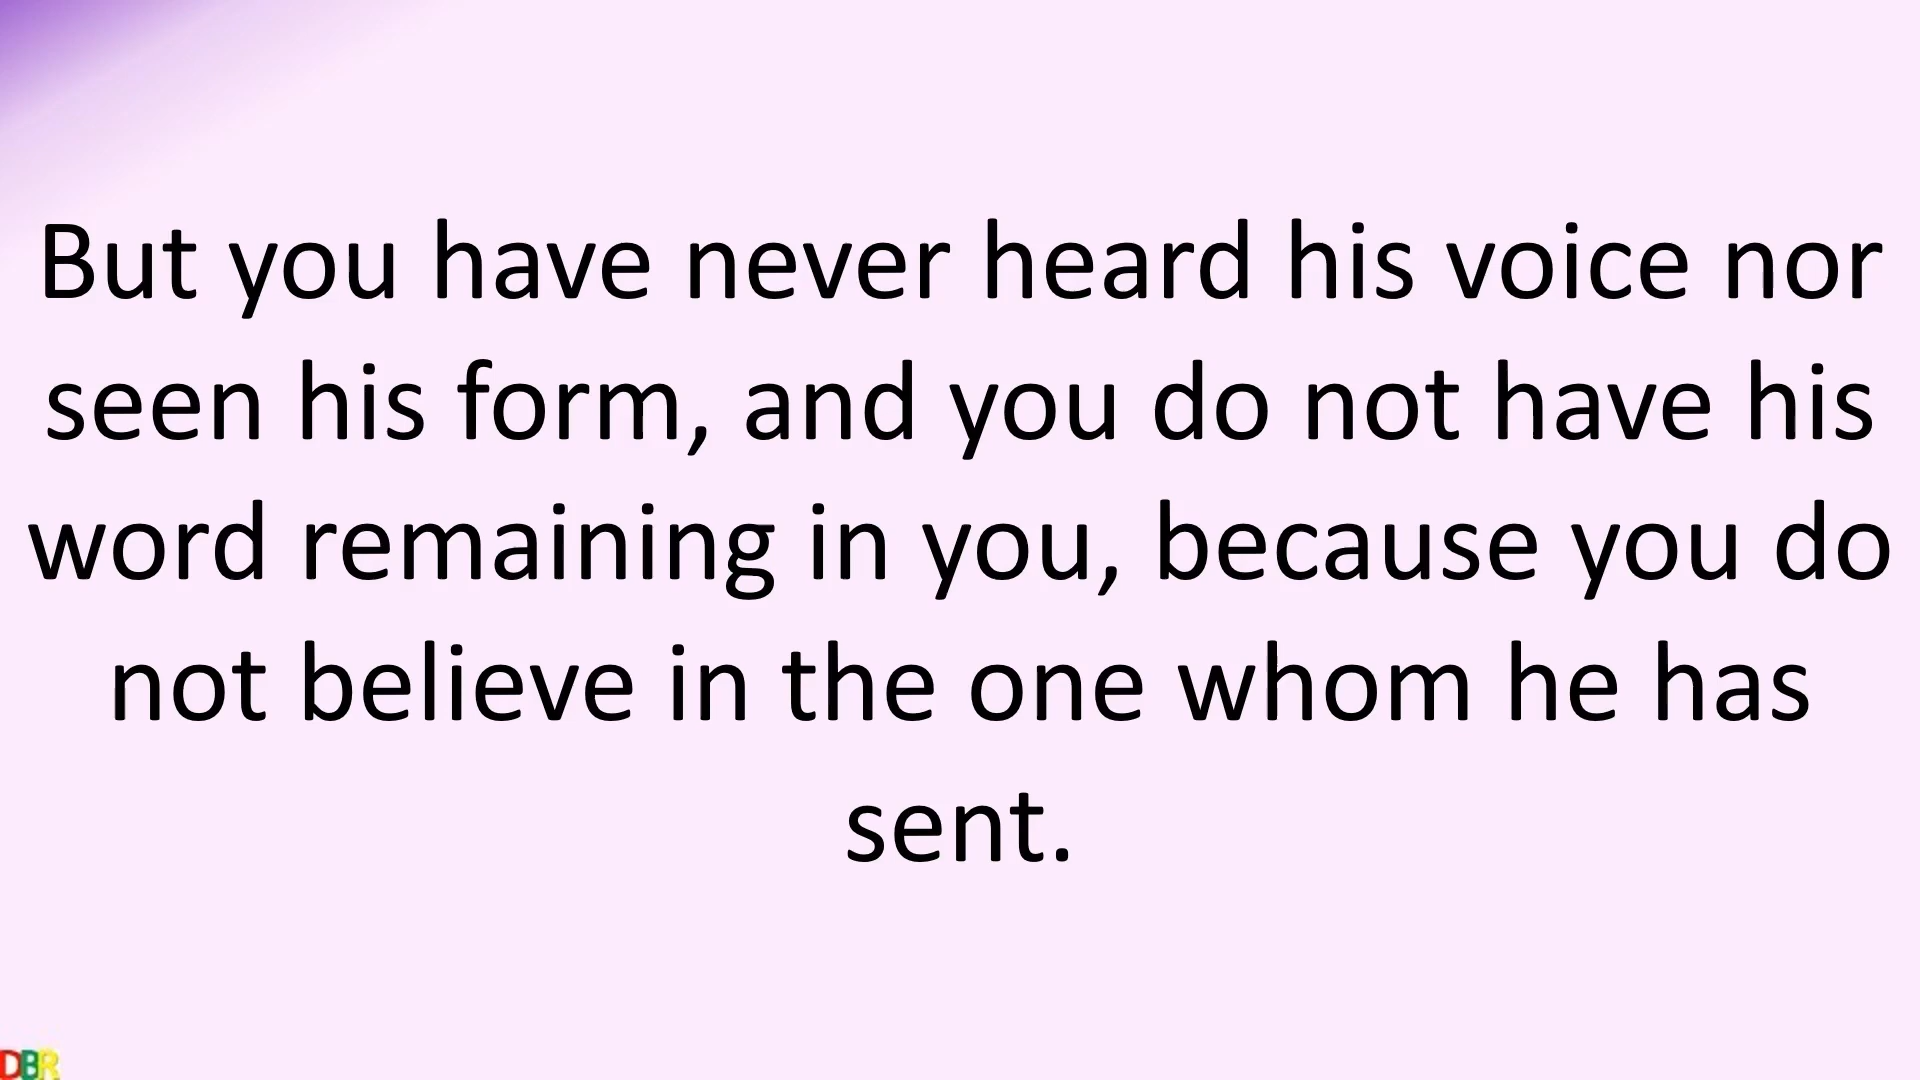 But you have never heard his voice nor
seen his form, and you do not have his
word remaining in you, because you do
not believe in the one whom he has
sent.
DBR